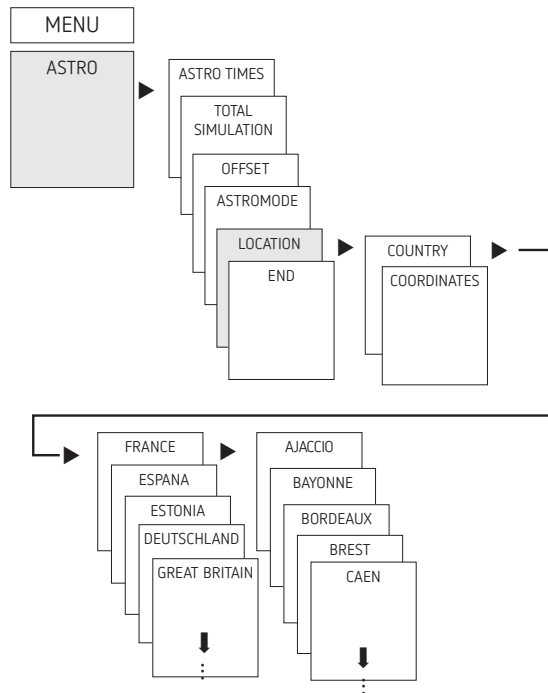 MENU
ASTRO
ASTRO TIMES
TOTAL
SIMULATION
OFFSET
ASTROMODE
LOCATION
END
COUNTRY
COORDINATES
FRANCE
ESPANA
ESTONIA
DEUTSCHLAND
GREAT BRITAIN
AJACCIO
BAYONNE
BORDEAUX
BREST
CAEN